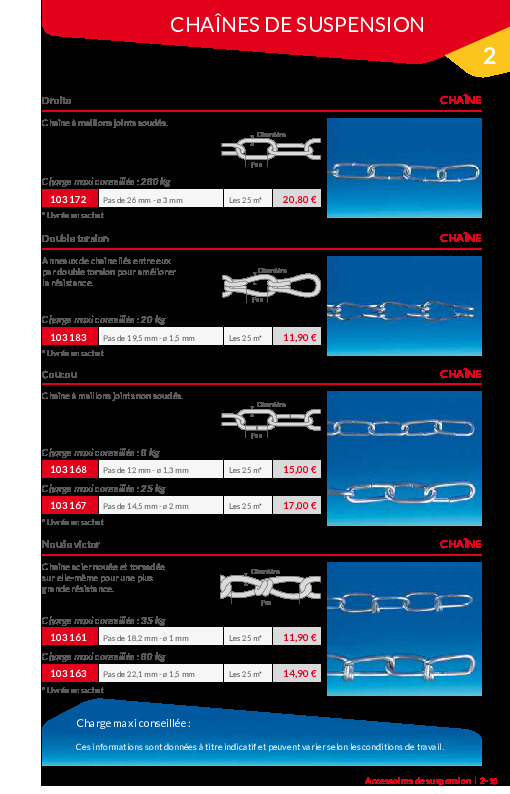 CHAÎNES DE SUSPENSION
2
Droite
CHAÎNE
Chaîne à maillons joints soudés.
Diamètre
Pas
Charge maxi conseillée : 280 kg
103 172 Pas de 26 mm - ø 3 mm Les 25 m* 20,80 €
* Livrée en sachet
Double torsion
CHAÎNE
Anneaux de chaîne liés entre eux
par double torsion pour améliorer
la résistance.
Diamètre
Pas
Charge maxi conseillée : 20 kg
103 183 Pas de 19,5 mm - ø 1,5 mm Les 25 m* 11,90 €
* Livrée en sachet
Coucou
CHAÎNE
Chaîne à maillons joints non soudés.
Diamètre
Pas
Charge maxi conseillée : 8 kg
103 168 Pas de 12 mm - ø 1,3 mm Les 25 m* 15,00 €
Charge maxi conseillée : 25 kg
103 167 Pas de 14,5 mm - ø 2 mm Les 25 m* 17,00 €
* Livrée en sachet
Nouée victor
CHAÎNE
Chaîne acier nouée et torsadée
sur elle-même pour une plus
grande résistance.
Diamètre
Pas
Charge maxi conseillée : 35 kg
103 161 Pas de 18,2 mm - ø 1 mm Les 25 m* 11,90 €
Charge maxi conseillée : 80 kg
103 163 Pas de 22,1 mm - ø 1,5 mm Les 25 m* 14,90 €
* Livrée en sachet
Charge maxi conseillée :
Ces informations sont données à titre indicatif et peuvent varier selon les conditions de travail.
Accessoires de suspension | 2-15